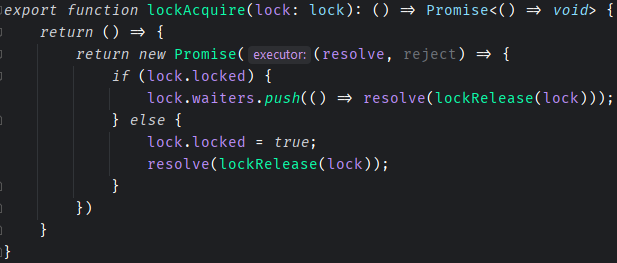 export function lockAcquire(lock: lock): () => Promise<() => void> {
    return () => {
        return new Promise( executor: (resolve, reject) => {
            if (lock.locked) {
                lock.waiters.push(() => resolve(lockRelease(lock)));
            } else {
                lock.locked = true;
                resolve(lockRelease(lock));
            }
        })
    }
}